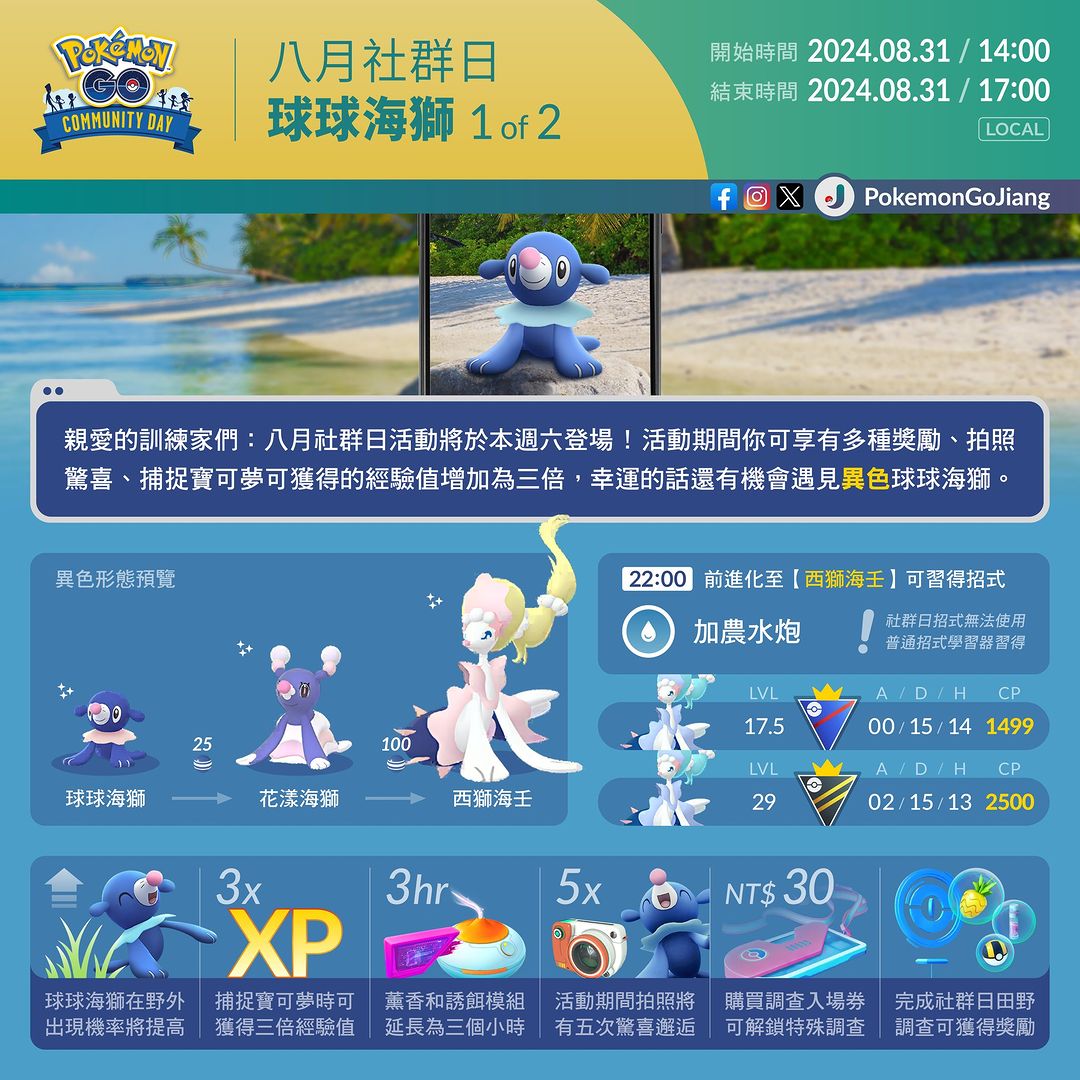 POKÉMON
GO
COMMUNITY DAY
八月社群日
球球海獅 1 of 2
開始時間 2024.08.31 / 14:00
結束時間 2024.08.31 / 17:00
LOCAL
PokemonGoJiang
親愛的訓練家們：八月社群日活動將於本週六登場！活動期間你可享有多種獎勵、拍照
驚喜、捕捉寶可夢可獲得的經驗值增加為三倍，幸運的話還有機會遇見異色球球海獅。
異色形態預覽
25
100
球球海獅
花漾海獅
西獅海壬
22:00 前進化至【西獅海壬】可習得招式
加農水炮
社群日招式無法使用
普通招式學習器習得
LVL A / D / H CP
17.5 00 / 15 / 14 1499
LVL A / D / H CP
29 02 / 15 / 13 2500
球球海獅在野外
出現機率將提高
3x
XP
捕捉寶可夢時可
獲得三倍經驗值
3hr
薰香和誘餌模組
延長為三個小時
5x
活動期間拍照將
有五次驚喜邂逅
NT$ 30
購買調查入場券
可解鎖特殊調查
完成社群日田野
調查可獲得獎勵